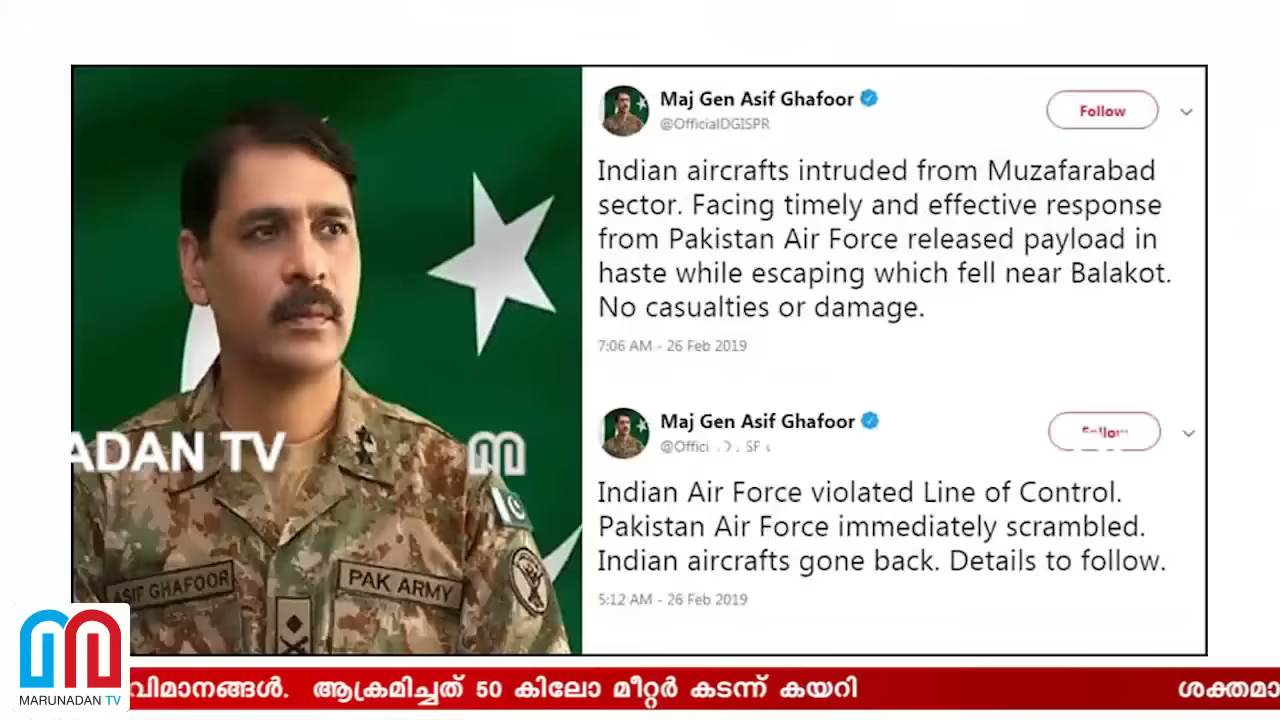 Maj Gen Asif Ghafoor
@OfficialDGISPR
Follow
Indian aircrafts intruded from Muzafarabad
sector. Facing timely and effective response
from Pakistan Air Force released payload in
haste while escaping which fell near Balakot.
No casualties or damage.
7:06 AM - 26 Feb 2019
Maj Gen Asif Ghafoor
Follow
Indian Air Force violated Line of Control.
Pakistan Air Force immediately scrambled.
Indian aircrafts gone back. Details to follow.
5:12 AM - 26 Feb 2019
ADAN TV
ASIF GHAFOOR
PAK ARMY
MARUNADAN TV
വിമാനങ്ങൾ. ആക്രമിച്ചത് 50 കിലോ മീറ്റർ കടന്ന് കയറി
ശക്തമാ